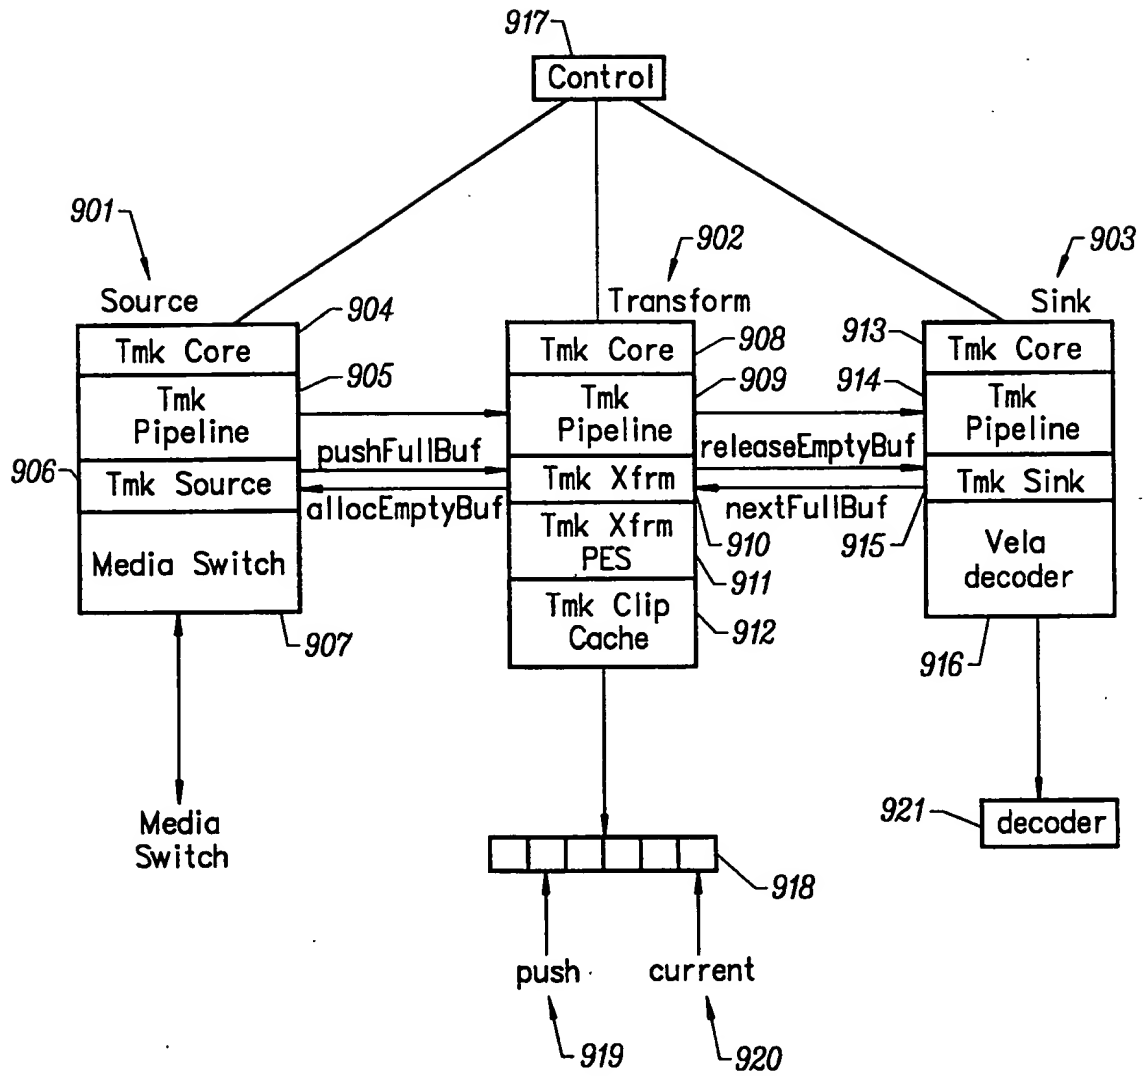 917
Control
901
902
903
Source
Transform
Sink
904
908
913
Tmk Core
Tmk Core
Tmk Core
905
909
914
Tmk
Pipeline
Tmk
Pipeline
Tmk
Pipeline
pushFullBuf
releaseEmptyBuf
906
Tmk Source
Tmk Xfrm
Tmk Sink
allocEmptyBuf
nextFullBuf
910
915
Media Switch
Tmk Xfrm
PES
Vela
decoder
911
Tmk Clip
Cache
912
907
916
Media
Switch
921
decoder
918
push
current
919
920